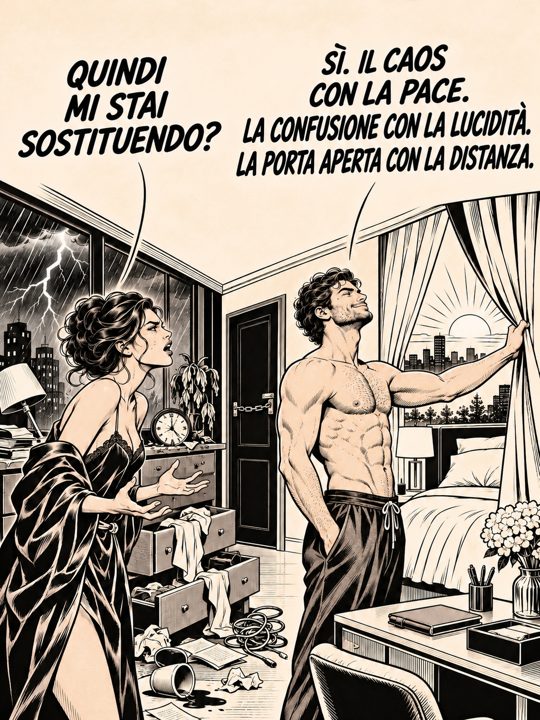 QUINDI
MI STAI
SOSTITUENDO?
SÌ. IL CAOS
CON LA PACE.
LA CONFUSIONE CON LA LUCIDITÀ.
LA PORTA APERTA CON LA DISTANZA.